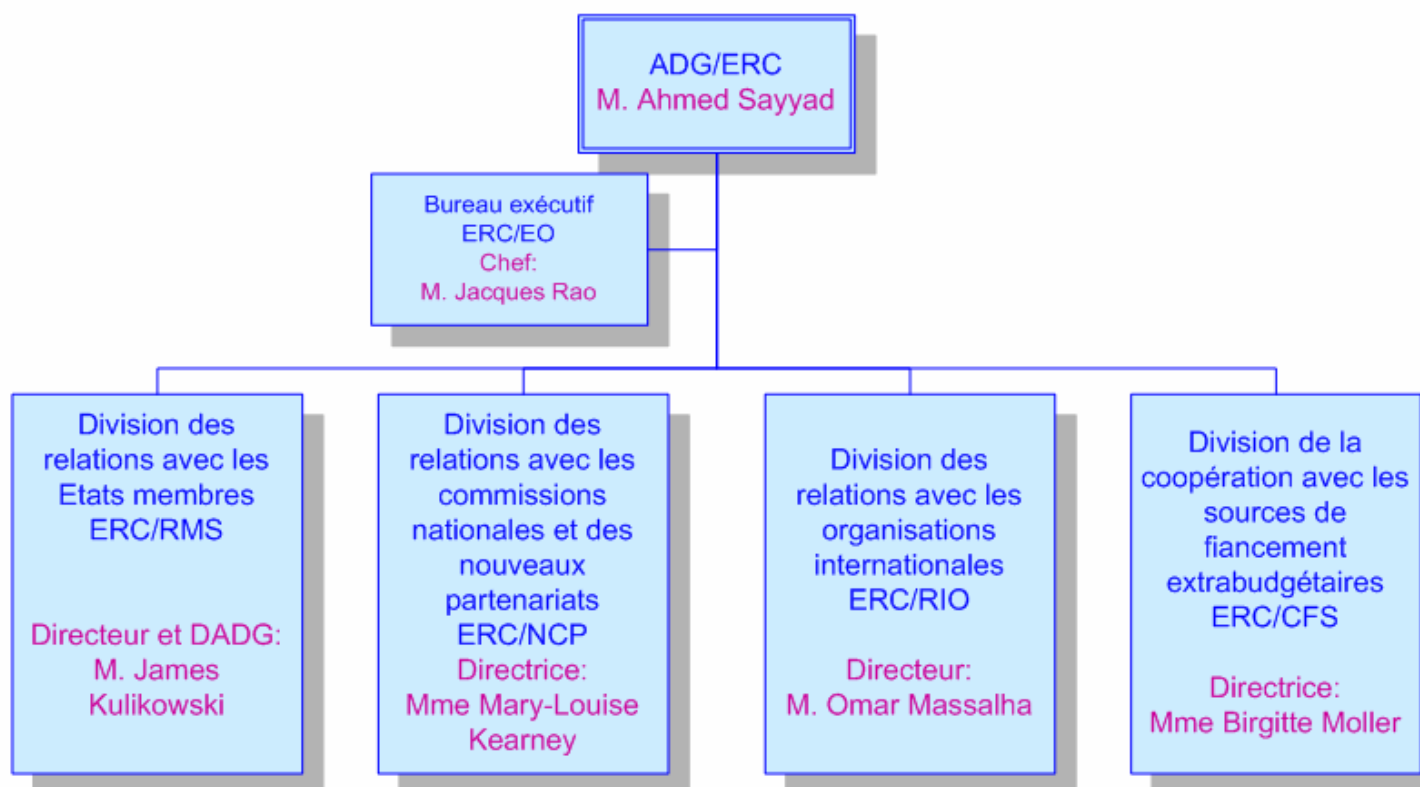 ADG/ERC
M. Ahmed Sayyad
Bureau exécutif
ERC/EO
Chef:
M. Jacques Rao
Division des
relations avec les
Etats membres
ERC/RMS
Directeur et DADG:
M. James
Kulikowski
Division des
relations avec les
commissions
nationales et des
nouveaux
partenariats
ERC/NCP
Directrice:
Mme Mary-Louise
Kearney
Division des
relations avec les
organisations
internationales
ERC/RIO
Directeur:
M. Omar Massalha
Division de la
coopération avec les
sources de
fiancement
extrabudgétaires
ERC/CFS
Directrice:
Mme Birgitte Moller